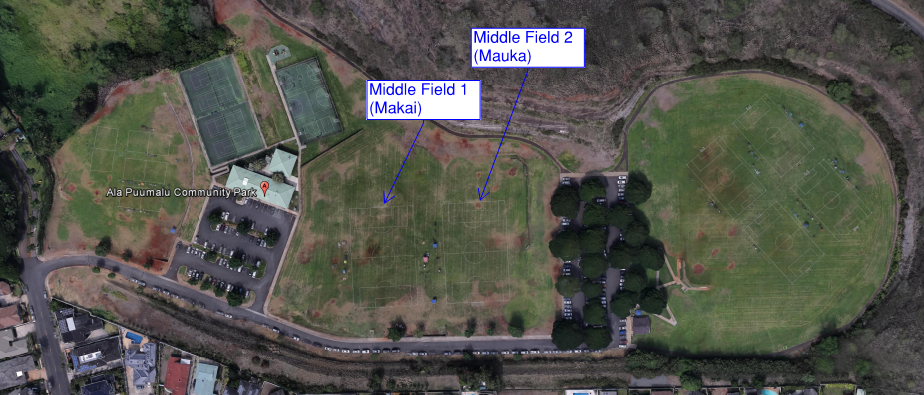 Middle Field 2
(Mauka)
Middle Field 1
(Makai)
Ala Puumalu Community Park
A